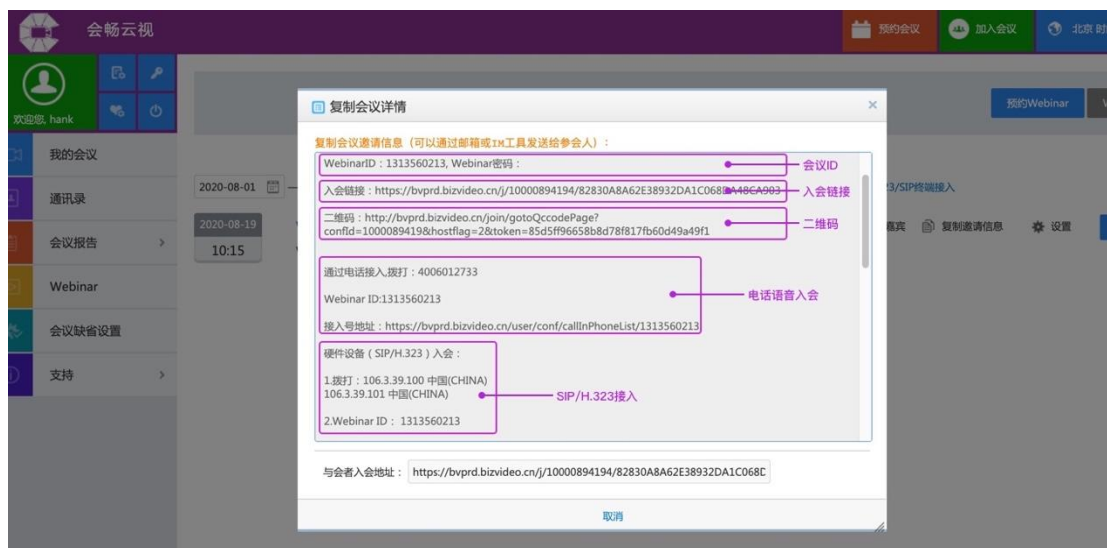 会畅云视
预约会议
加入会议
北京时
欢迎您, hank
预约Webinar
我的会议
通讯录
会议报告
Webinar
会议缺省设置
支持
2020-08-01
2020-08-19
10:15
3/SIP终端接入
嘉宾 复制邀请信息 设置
复制会议详情
复制会议邀请信息（可以通过邮箱或IM工具发送给参会人）:
WebinarID：1313560213, Webinar密码：
会议ID
入会链接：https://bvprd.bizvideo.cn/j/10000894194/82830A8A62E38932DA1C068DA48CA903
入会链接
二维码：http://bvprd.bizvideo.cn/join/gotoQccodePage?
confId=1000089419&hostflag=2&token=85d5ff96658b8d78f817fb60d49a49f1
二维码
通过电话接入,拨打：4006012733
Webinar ID:1313560213
电话语音入会
接入号地址：https://bvprd.bizvideo.cn/user/conf/callInPhoneList/1313560213
硬件设备（SIP/H.323）入会：
1.拨打：106.3.39.100 中国(CHINA)
106.3.39.101 中国(CHINA)
SIP/H.323接入
2.Webinar ID： 1313560213
与会者入会地址： https://bvprd.bizvideo.cn/j/10000894194/82830A8A62E38932DA1C068D
取消